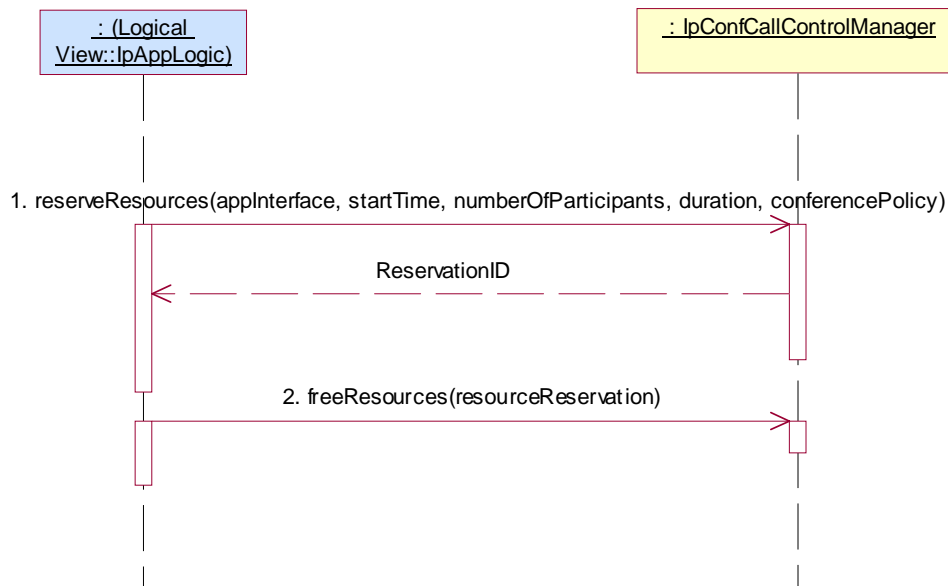 : (Logical
View::IpAppLogic)
: IpConfCallControlManager
1. reserveResources(appInterface, startTime, numberOfParticipants, duration, conferencePolicy)
ReservationID
2. freeResources(resourceReservation)